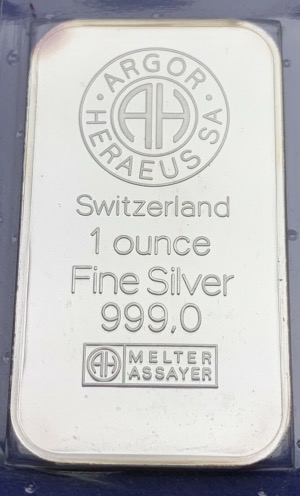 · ARGOR ·
HERAEUS SA
AH
Switzerland
1 ounce
Fine Silver
999,0
AH MELTER
ASSAYER